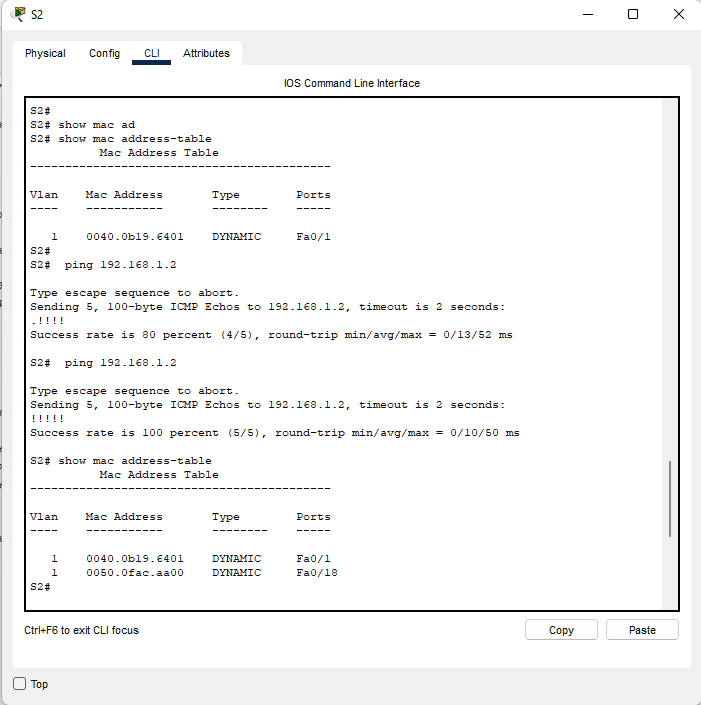 S2
Physical Config CLI Attributes
IOS Command Line Interface
S2#
S2# show mac ad
S2# show mac address-table
          Mac Address Table
-------------------------------------------

Vlan    Mac Address       Type        Ports
----    -----------       --------    -----

   1    0040.0b19.6401    DYNAMIC     Fa0/1
S2#
S2#  ping 192.168.1.2

Type escape sequence to abort.
Sending 5, 100-byte ICMP Echos to 192.168.1.2, timeout is 2 seconds:
.!!!!
Success rate is 80 percent (4/5), round-trip min/avg/max = 0/13/52 ms

S2#  ping 192.168.1.2

Type escape sequence to abort.
Sending 5, 100-byte ICMP Echos to 192.168.1.2, timeout is 2 seconds:
!!!!!
Success rate is 100 percent (5/5), round-trip min/avg/max = 0/10/50 ms

S2# show mac address-table
          Mac Address Table
-------------------------------------------

Vlan    Mac Address       Type        Ports
----    -----------       --------    -----

   1    0040.0b19.6401    DYNAMIC     Fa0/1
   1    0050.0fac.aa00    DYNAMIC     Fa0/18
S2#
Ctrl+F6 to exit CLI focus
Copy Paste
Top